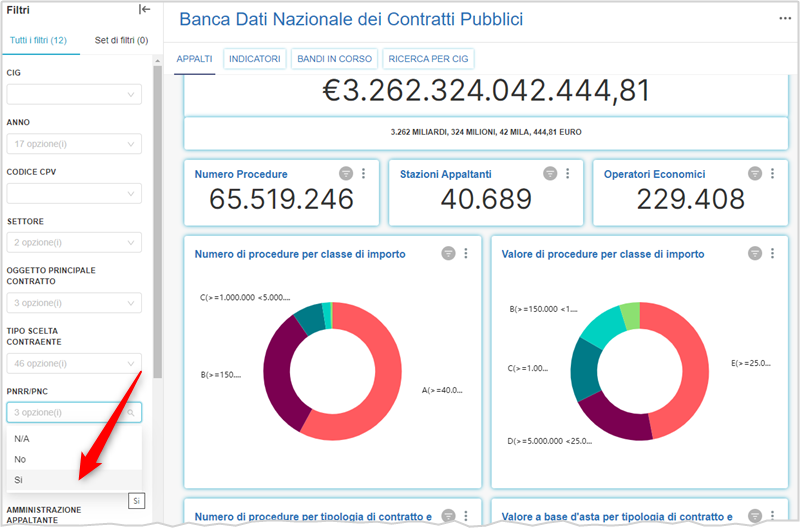 Filtri
Tutti i filtri (12)
Set di filtri (0)
CIG
ANNO
17 opzione(i)
CODICE CPV
SETTORE
2 opzione(i)
OGGETTO PRINCIPALE
CONTRATTO
3 opzione(i)
TIPO SCELTA
CONTRAENTE
46 opzione(i)
PNRR/PNC
3 opzione(i)
N/A
No
Si
Si
AMMINISTRAZIONE
APPALTANTE
Banca Dati Nazionale dei Contratti Pubblici
APPALTI
INDICATORI
BANDI IN CORSO
RICERCA PER CIG
€3.262.324.042.444,81
3.262 MILIARDI, 324 MILIONI, 42 MILA, 444,81 EURO
Numero Procedure
65.519.246
Stazioni Appaltanti
40.689
Operatori Economici
229.408
Numero di procedure per classe di importo
C(>=1.000.000 <5.000....
B(>=150....
A(>=40.0...
Valore di procedure per classe di importo
B(>=150.000 <1...
C(>=1.00...
E(>=25.0...
D(>=5.000.000 <25.0...
Numero di procedure per tipologia di contratto e
Valore a base d'asta per tipologia di contratto e